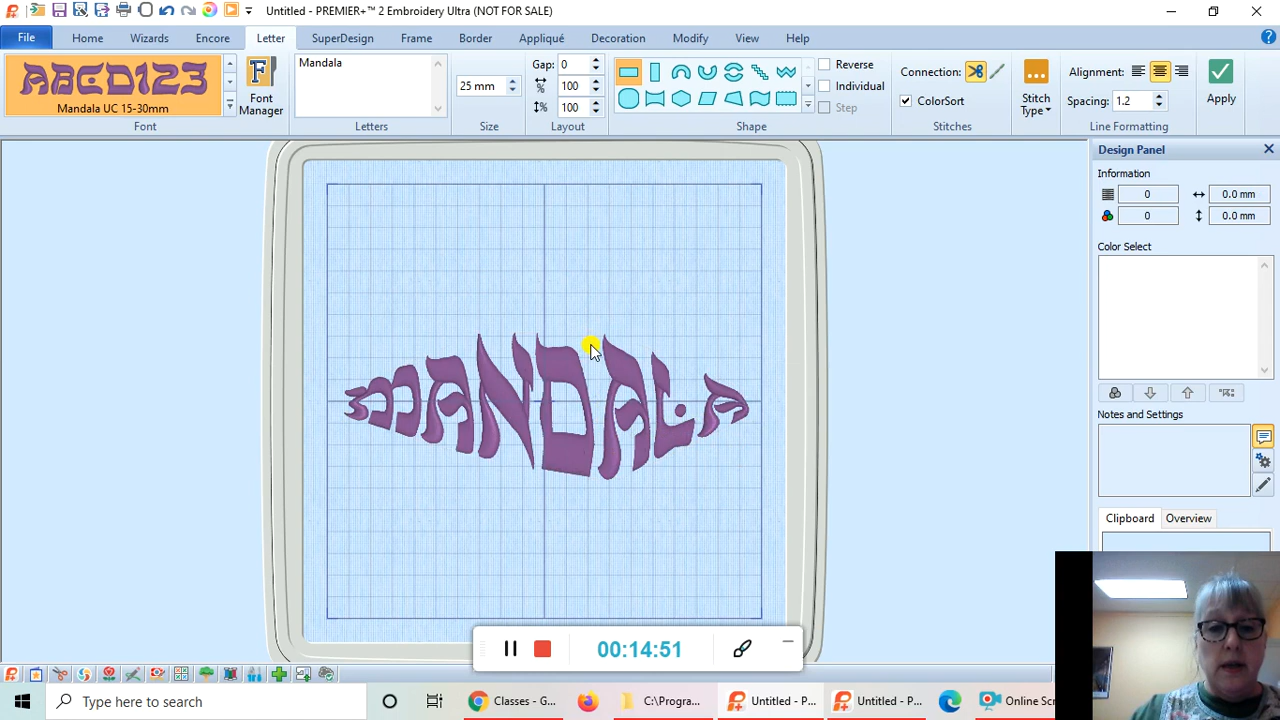 Untitled - PREMIER+™ 2 Embroidery Ultra (NOT FOR SALE)
File Home Wizards Encore Letter SuperDesign Frame Border Appliqué Decoration Modify View Help
ABCD123
Mandala UC 15-30mm
Font
Font Manager
Mandala
Letters
25 mm
Size
Gap: 0
% 100
% 100
Layout
Reverse
Individual
Step
Shape
Connection:
ColorSort
Stitches
Stitch Type
Alignment:
Spacing: 1.2
Line Formatting
Apply
Design Panel
Information
0 0.0 mm
0 0.0 mm
Color Select
MANDALA
Notes and Settings
Clipboard Overview
00:14:51
Type here to search
Classes - G...
C:\Progra...
Untitled - P...
Untitled - P...
Online Scr